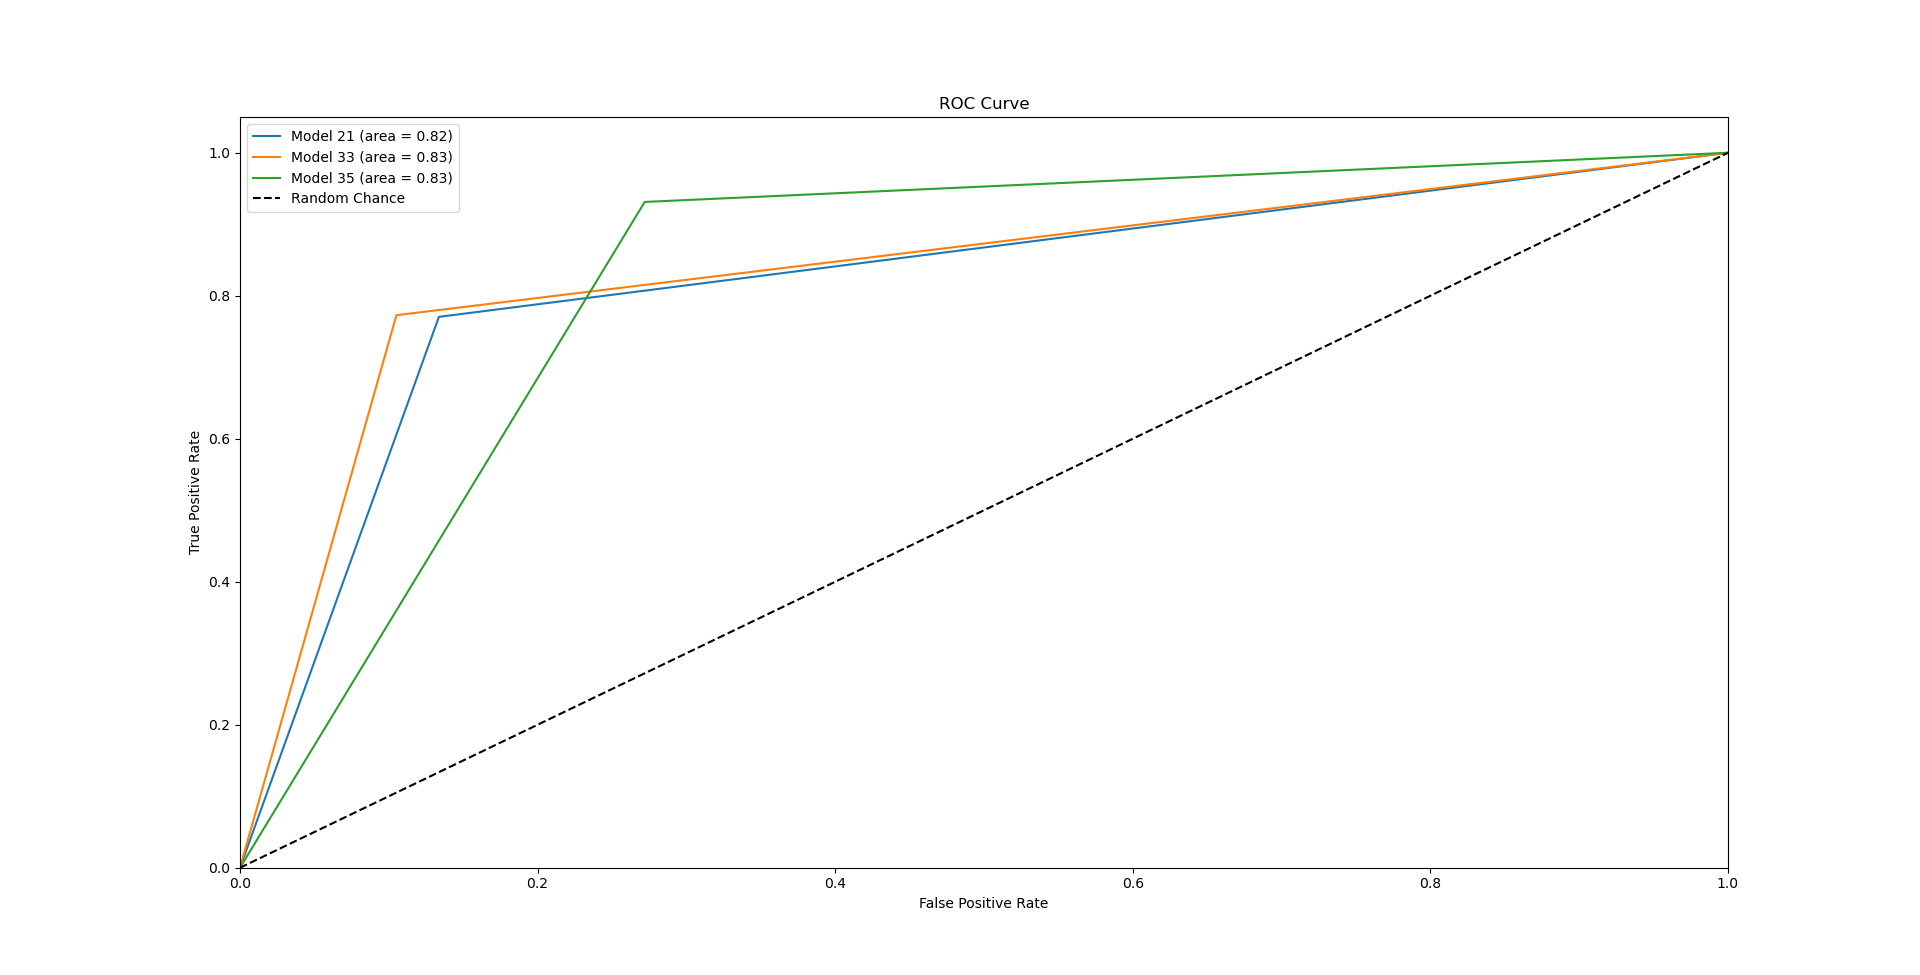 ROC Curve
Model 21 (area = 0.82)
Model 33 (area = 0.83)
Model 35 (area = 0.83)
Random Chance
True Positive Rate
1.0
0.8
0.6
0.4
0.2
0.0
0.0 0.2 0.4 0.6 0.8 1.0
False Positive Rate